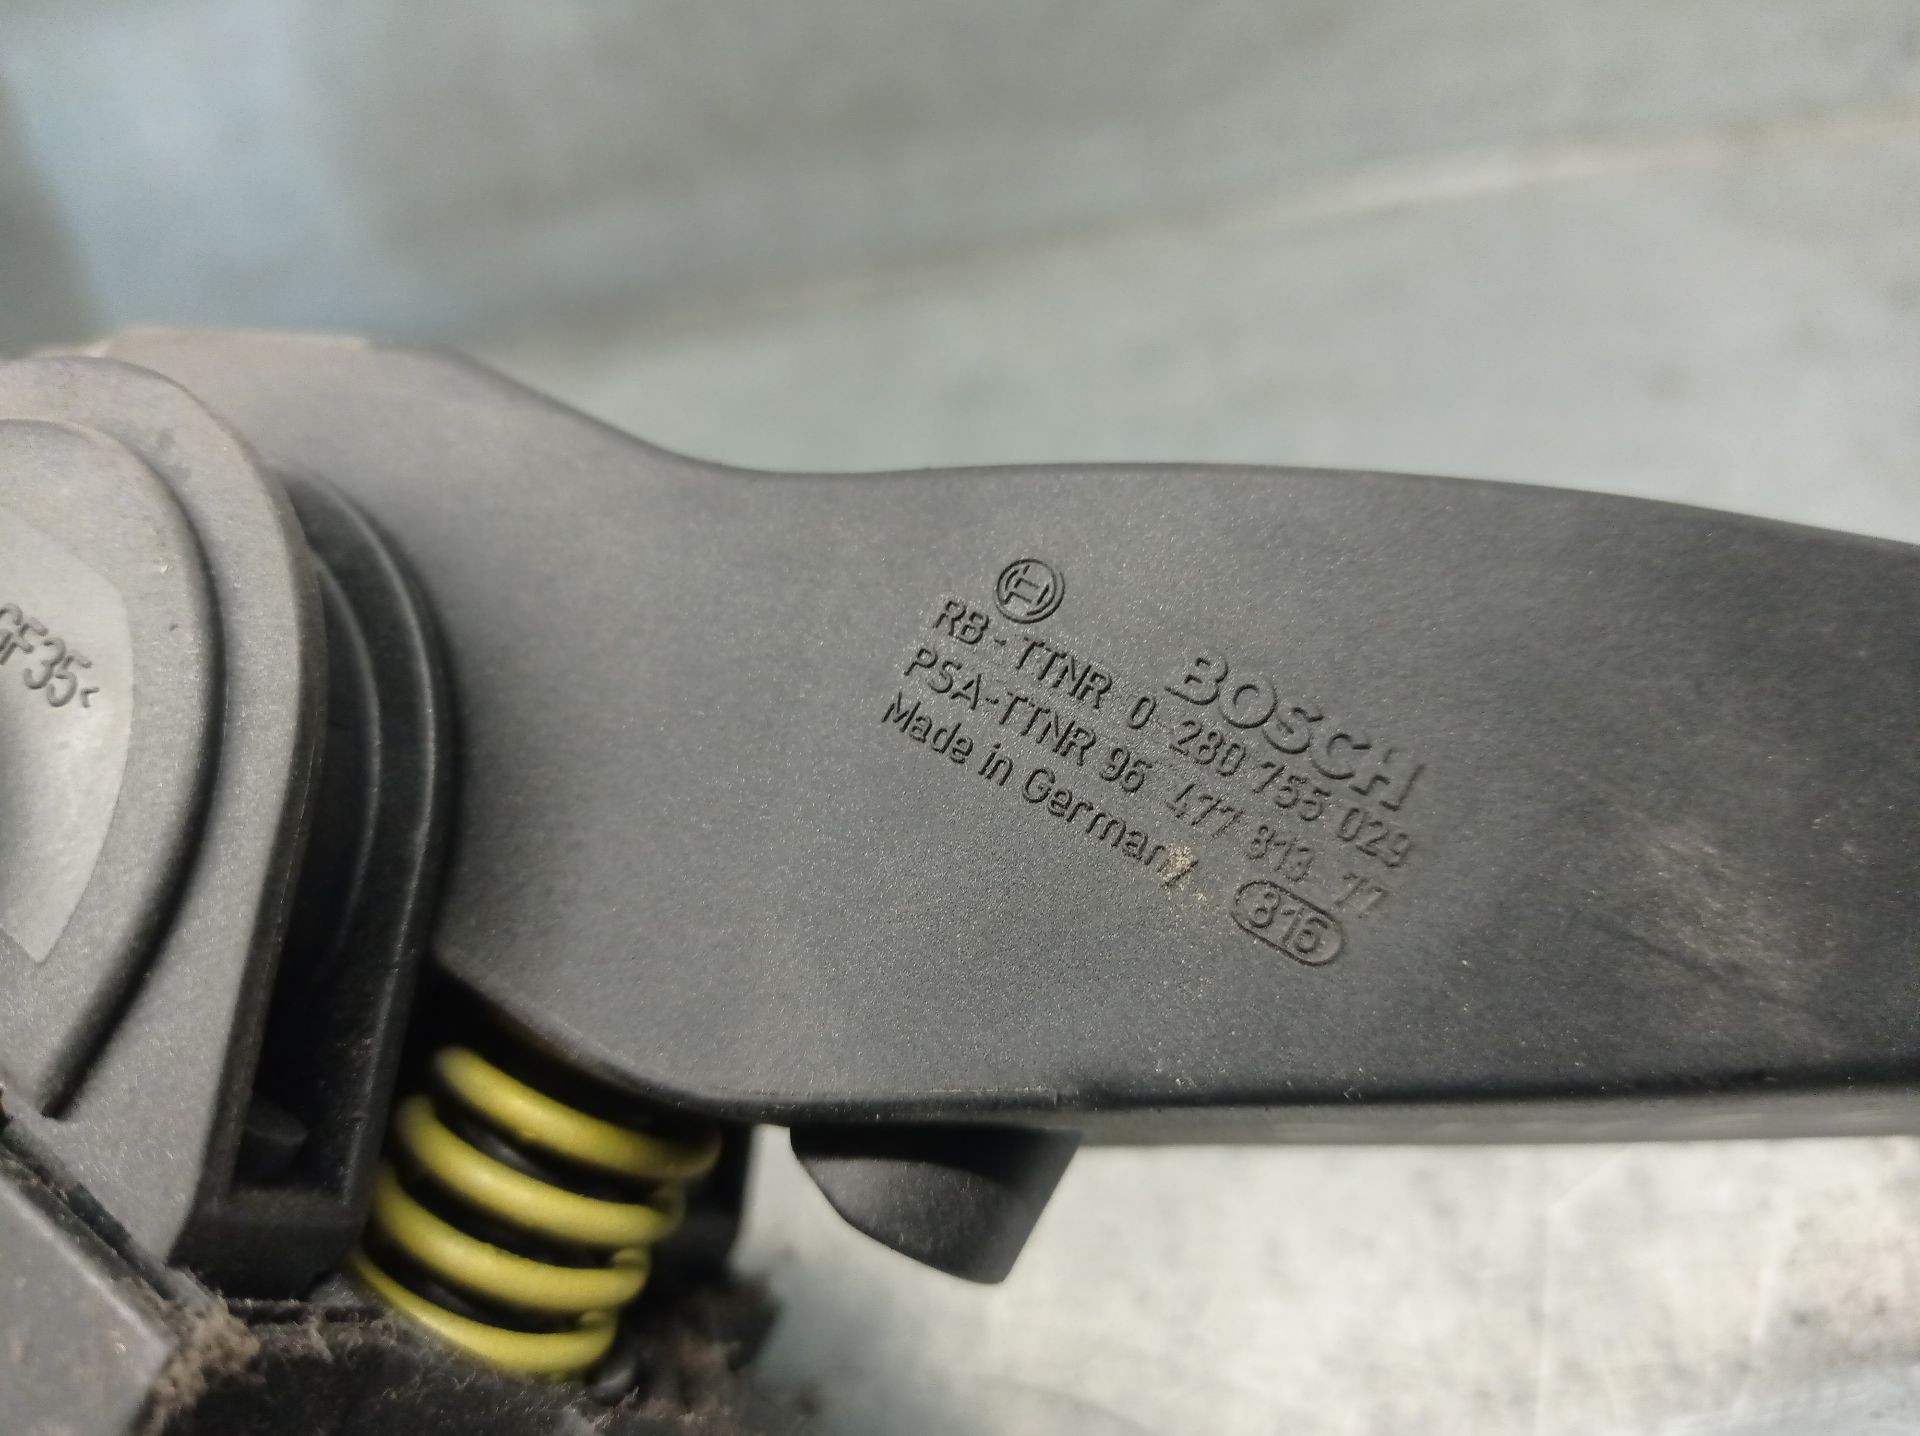 BOSCH
RB-TTNR 0 280 755 029
PSA-TTNR 96 477 813 77
Made in Germany
816
GF35<